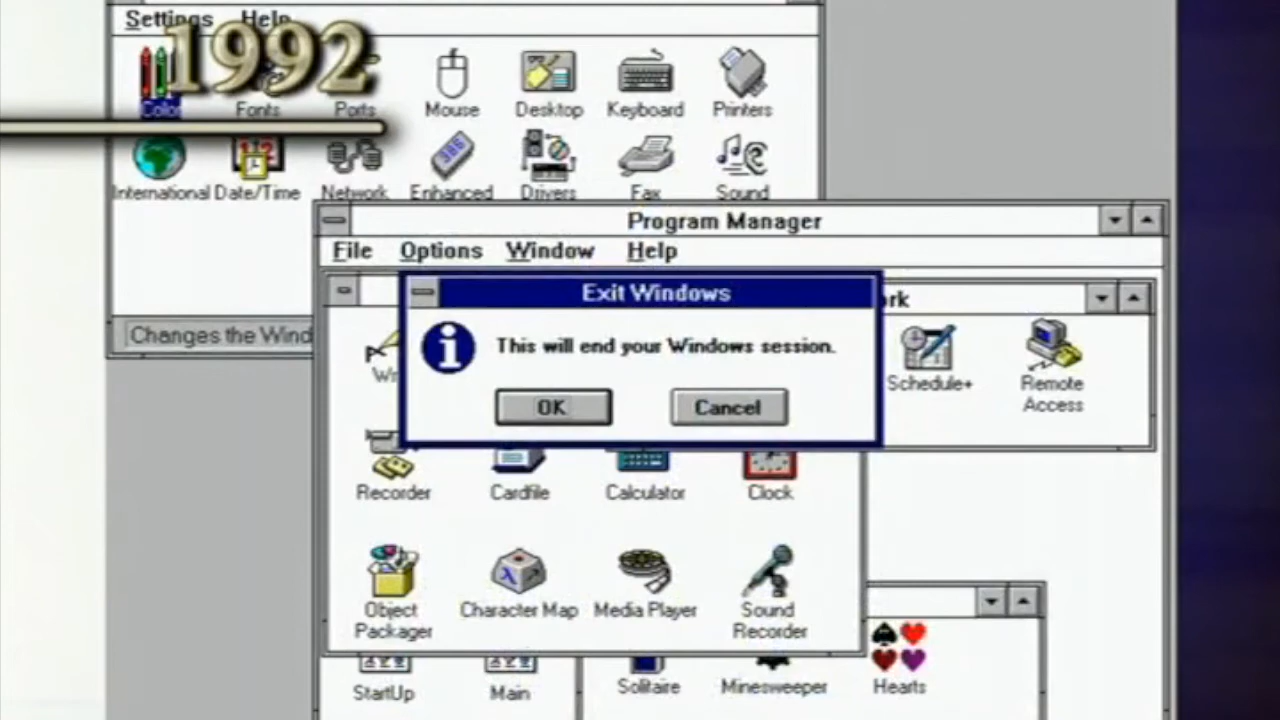 Settings Help
1992
Color Fonts Ports Mouse Desktop Keyboard Printers
International Date/Time Network Enhanced Drivers Fax Sound
386
12
Program Manager
File Options Window Help
Exit Windows
Changes the Wind
This will end your Windows session.
Schedule+ Remote
Access
OK Cancel
Recorder Cardfile Calculator Clock
Object Character Map Media Player Sound
Packager Recorder
StartUp Main Solitaire Minesweeper Hearts